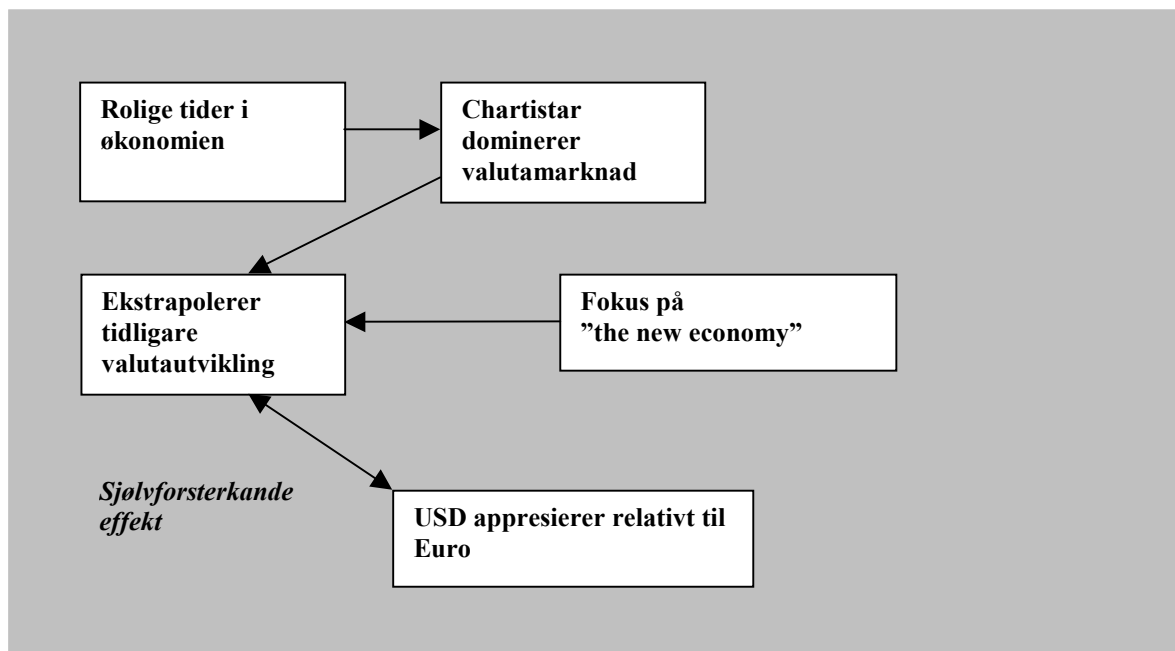 Rolige tider i
økonomien
Chartistar
dominerer
valutamarknad
Ekstrapolerer
tidligare
valutautvikling
Fokus på
”the new economy”
Sjølvforsterkande
effekt
USD appresierer relativt til
Euro